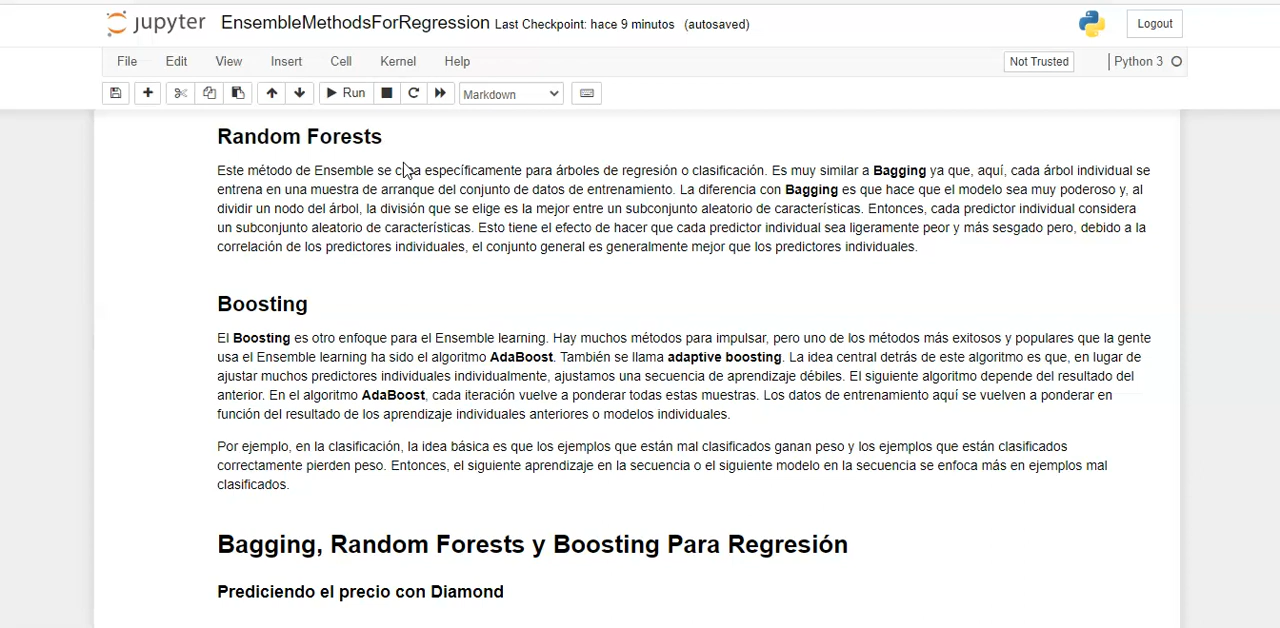 jupyter EnsembleMethodsForRegression Last Checkpoint: hace 9 minutos (autosaved) Logout
File Edit View Insert Cell Kernel Help Not Trusted Python 3
Run Markdown
Random Forests
Este método de Ensemble se específicamente para árboles de regresión o clasificación. Es muy similar a Bagging ya que, aquí, cada árbol individual se
entrena en una muestra de arranque del conjunto de datos de entrenamiento. La diferencia con Bagging es que hace que el modelo sea muy poderoso y, al
dividir un nodo del árbol, la división que se elige es la mejor entre un subconjunto aleatorio de características. Entonces, cada predictor individual considera
un subconjunto aleatorio de características. Esto tiene el efecto de hacer que cada predictor individual sea ligeramente peor y más sesgado pero, debido a la
correlación de los predictores individuales, el conjunto general es generalmente mejor que los predictores individuales.
Boosting
El Boosting es otro enfoque para el Ensemble learning. Hay muchos métodos para impulsar, pero uno de los métodos más exitosos y populares que la gente
usa el Ensemble learning ha sido el algoritmo AdaBoost. También se llama adaptive boosting. La idea central detrás de este algoritmo es que, en lugar de
ajustar muchos predictores individuales individualmente, ajustamos una secuencia de aprendizaje débiles. El siguiente algoritmo depende del resultado del
anterior. En el algoritmo AdaBoost, cada iteración vuelve a ponderar todas estas muestras. Los datos de entrenamiento aquí se vuelven a ponderar en
función del resultado de los aprendizaje individuales anteriores o modelos individuales.
Por ejemplo, en la clasificación, la idea básica es que los ejemplos que están mal clasificados ganan peso y los ejemplos que están clasificados
correctamente pierden peso. Entonces, el siguiente aprendizaje en la secuencia o el siguiente modelo en la secuencia se enfoca más en ejemplos mal
clasificados.
Bagging, Random Forests y Boosting Para Regresión
Prediciendo el precio con Diamond